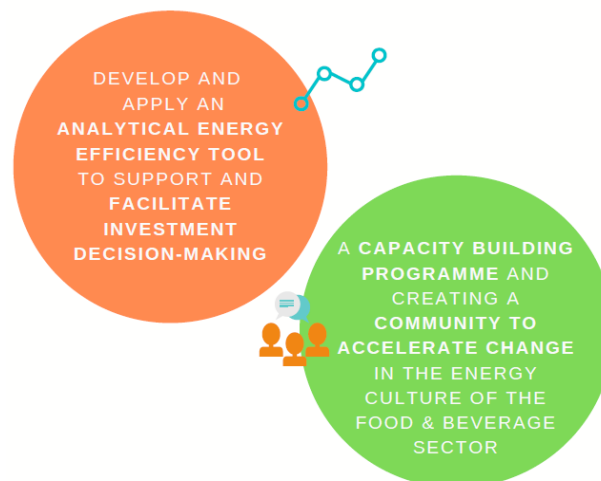 DEVELOP AND
APPLY AN
ANALYTICAL ENERGY
EFFICIENCY TOOL
TO SUPPORT AND
FACILITATE
INVESTMENT
DECISION-MAKING
A CAPACITY BUILDING
PROGRAMME AND
CREATING A
COMMUNITY TO
ACCELERATE CHANGE
IN THE ENERGY
CULTURE OF THE
FOOD & BEVERAGE
SECTOR